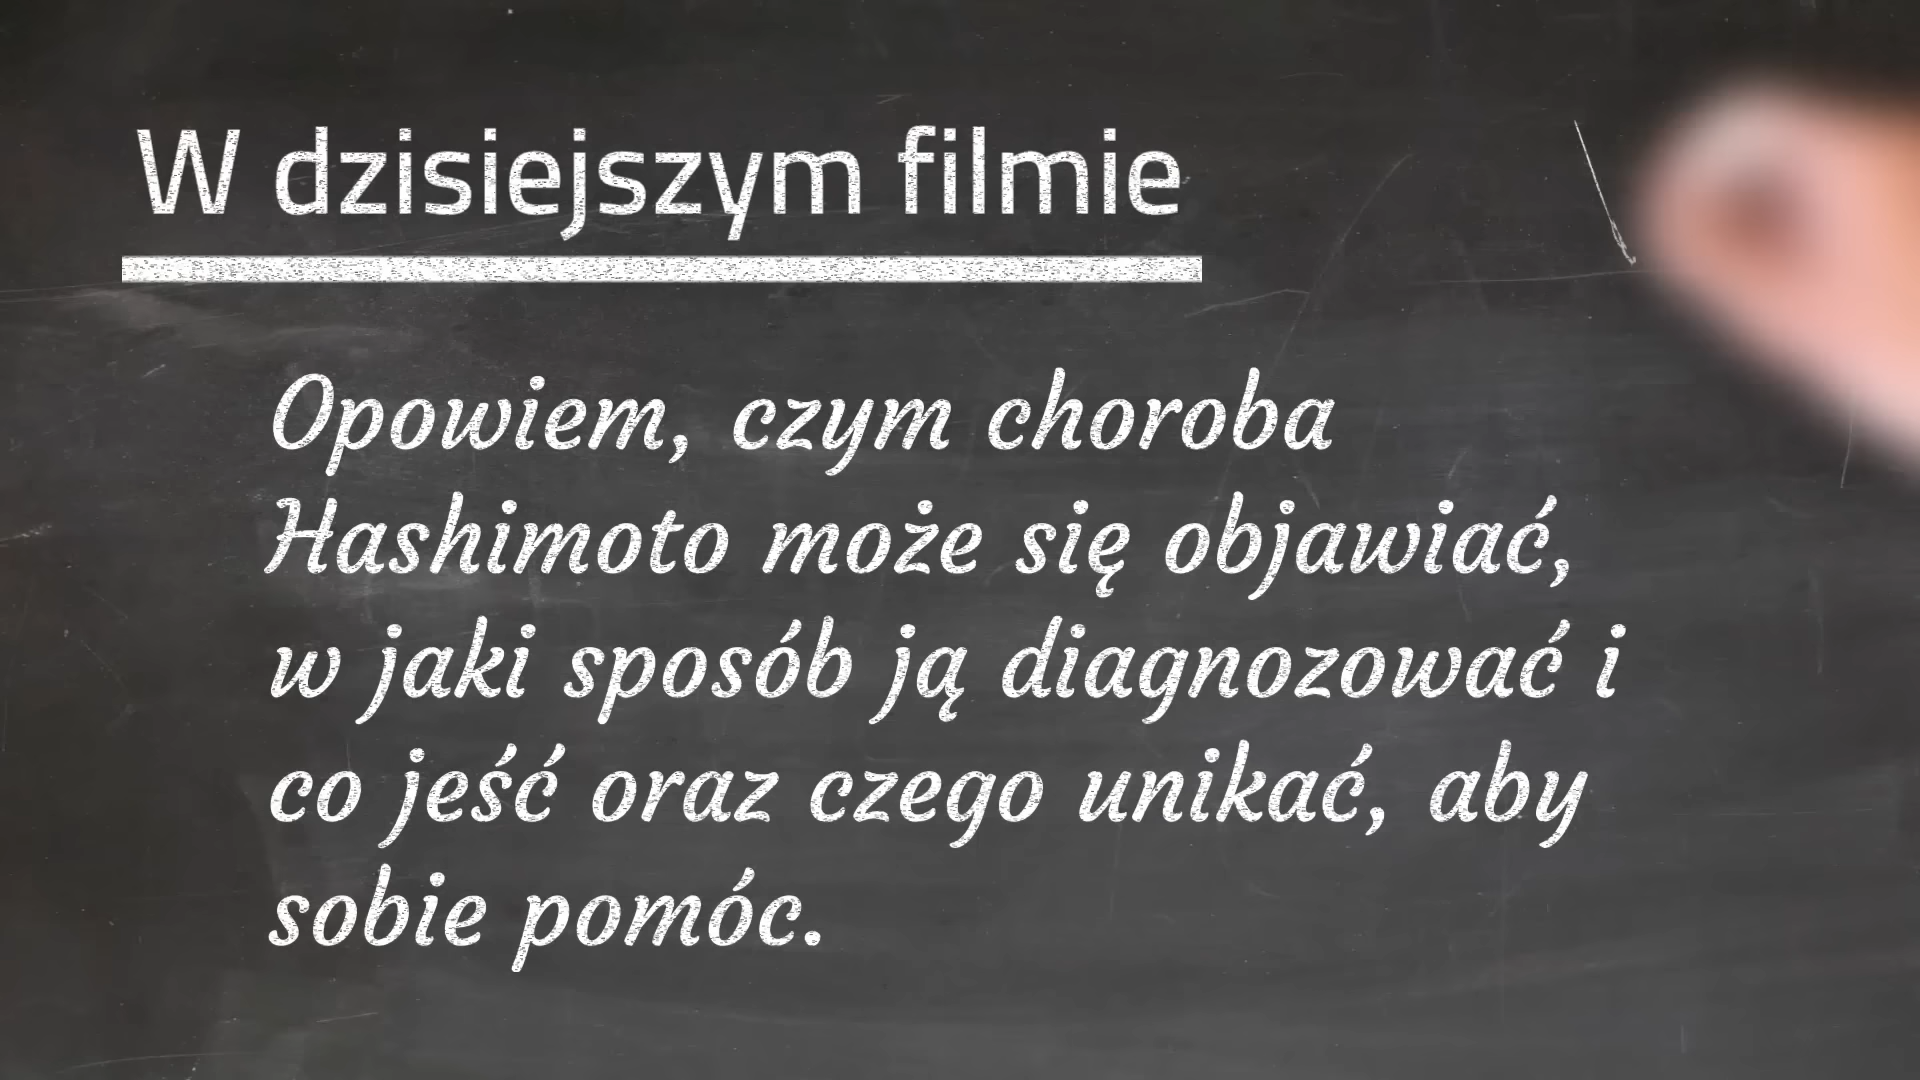 W dzisiejszym filmie
Opowiem, czym choroba
Hashimoto może się objawiać,
w jaki sposób ją diagnozować i
co jeść oraz czego unikać, aby
sobie pomóc.